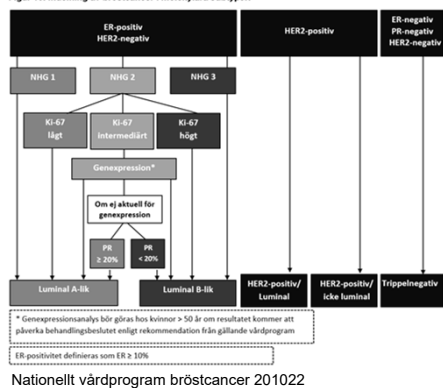 ER-positiv
HER2-negativ
HER2-positiv
ER-negativ
PR-negativ
HER2-negativ
NHG 1
NHG 2
NHG 3
Ki-67
lågt
Ki-67
intermediärt
Ki-67
högt
Genexpression*
Om ej aktuell för
genexpression
PR
≥ 20%
PR
< 20%
Luminal A-lik
Luminal B-lik
HER2-positiv/
Luminal
HER2-positiv/
icke luminal
Trippelnegativ
* Genexpressionsanalys bör göras hos kvinnor > 50 år om resultatet kommer att
påverka behandlingsbeslutet enligt rekommendation från gällande vårdprogram
ER-positivitet definieras som ER ≥ 10%
Nationellt vårdprogram bröstcancer 201022